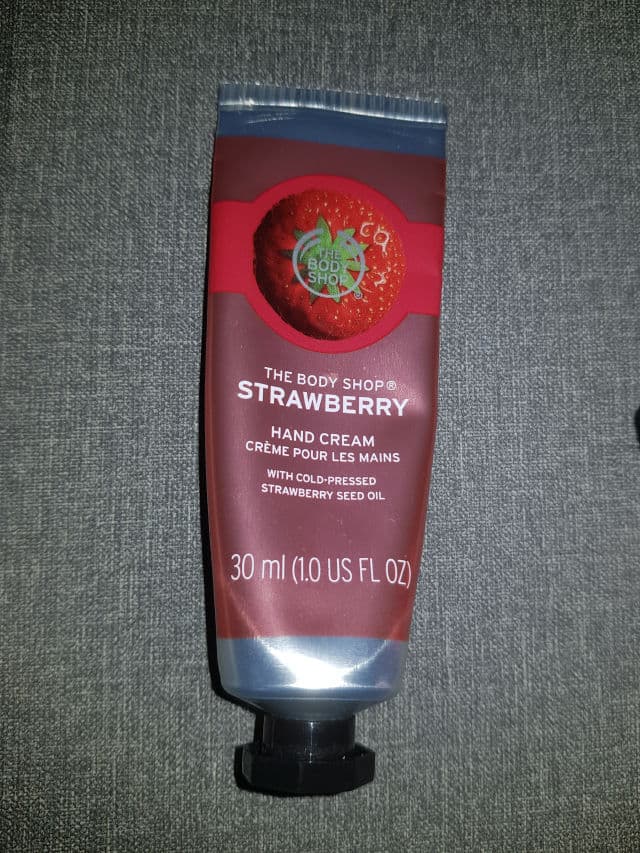 THE
BODY
SHOP®
THE BODY SHOP®
STRAWBERRY
HAND CREAM
CRÈME POUR LES MAINS
WITH COLD-PRESSED
STRAWBERRY SEED OIL
30 ml (1.0 US FL OZ)